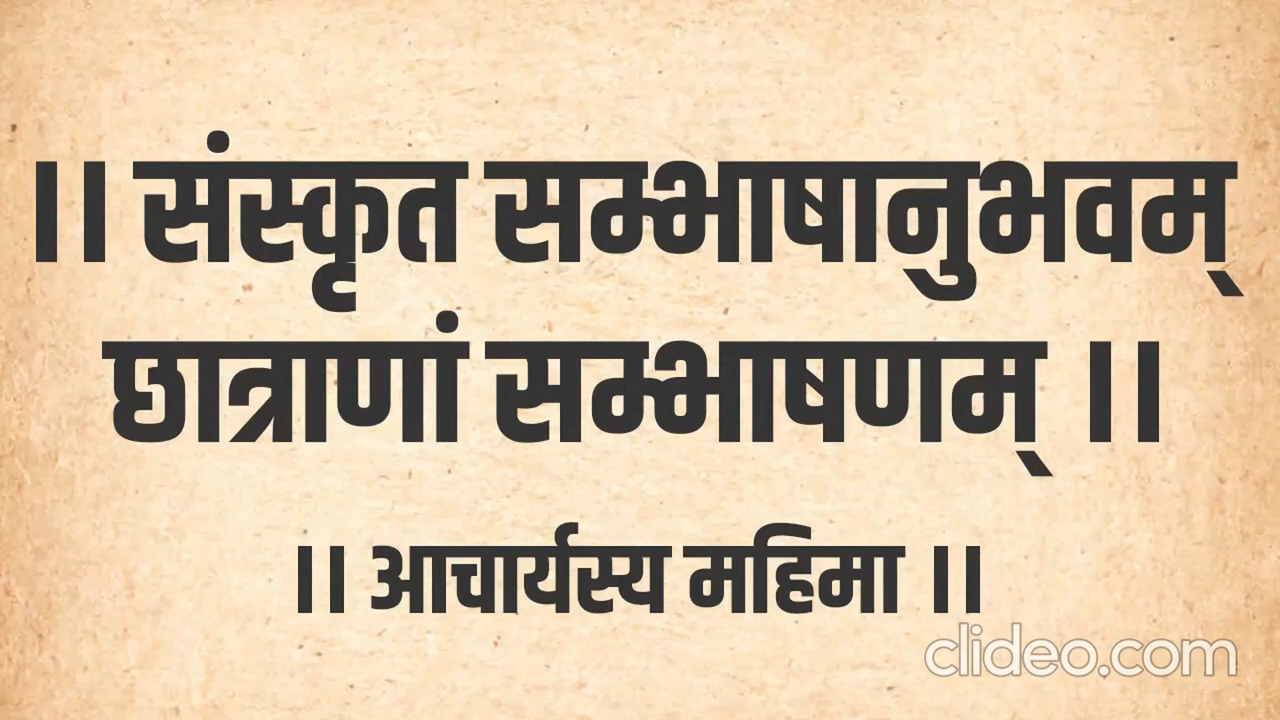 ।। संस्कृत सम्भाषानुभवम्
छात्राणां सम्भाषणम् ।।
।। आचार्यस्य महिमा ।।
clideo.com